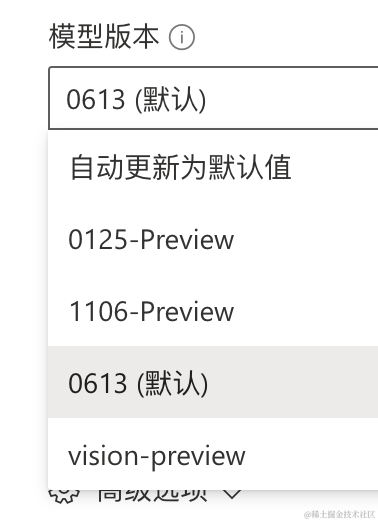 模型版本
0613 (默认)
自动更新为默认值
0125-Preview
1106-Preview
0613 (默认)
vision-preview
高级选项
@稀土掘金技术社区